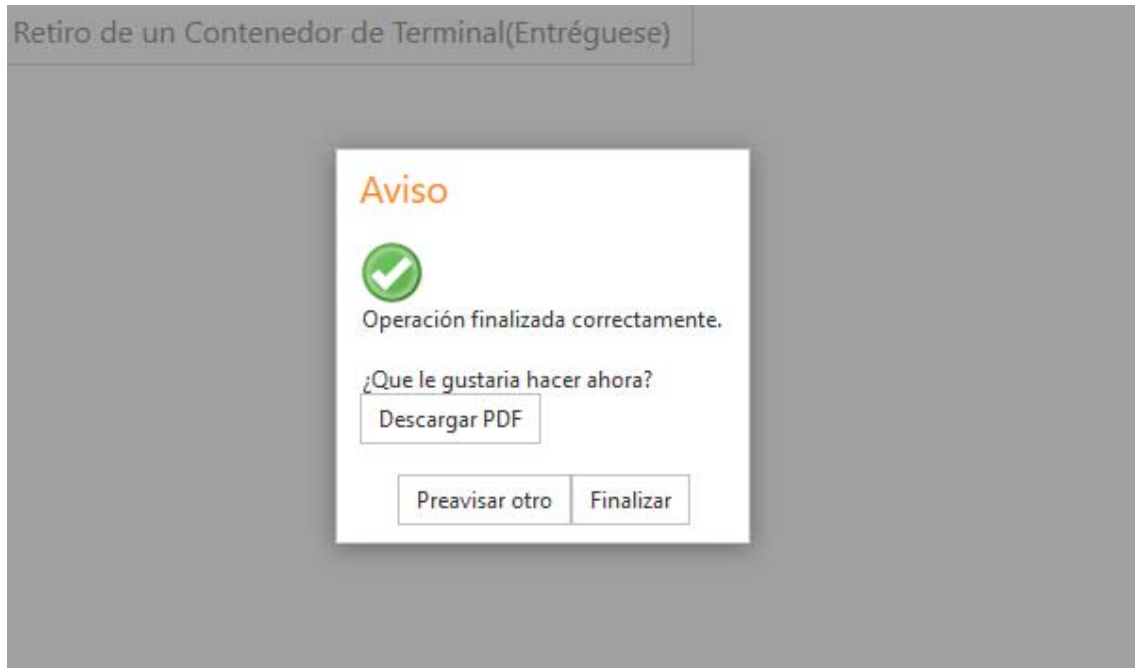 Retiro de un Contenedor de Terminal(Entréguese)
Aviso
Operación finalizada correctamente.
¿Que le gustaria hacer ahora?
Descargar PDF
Preavisar otro
Finalizar